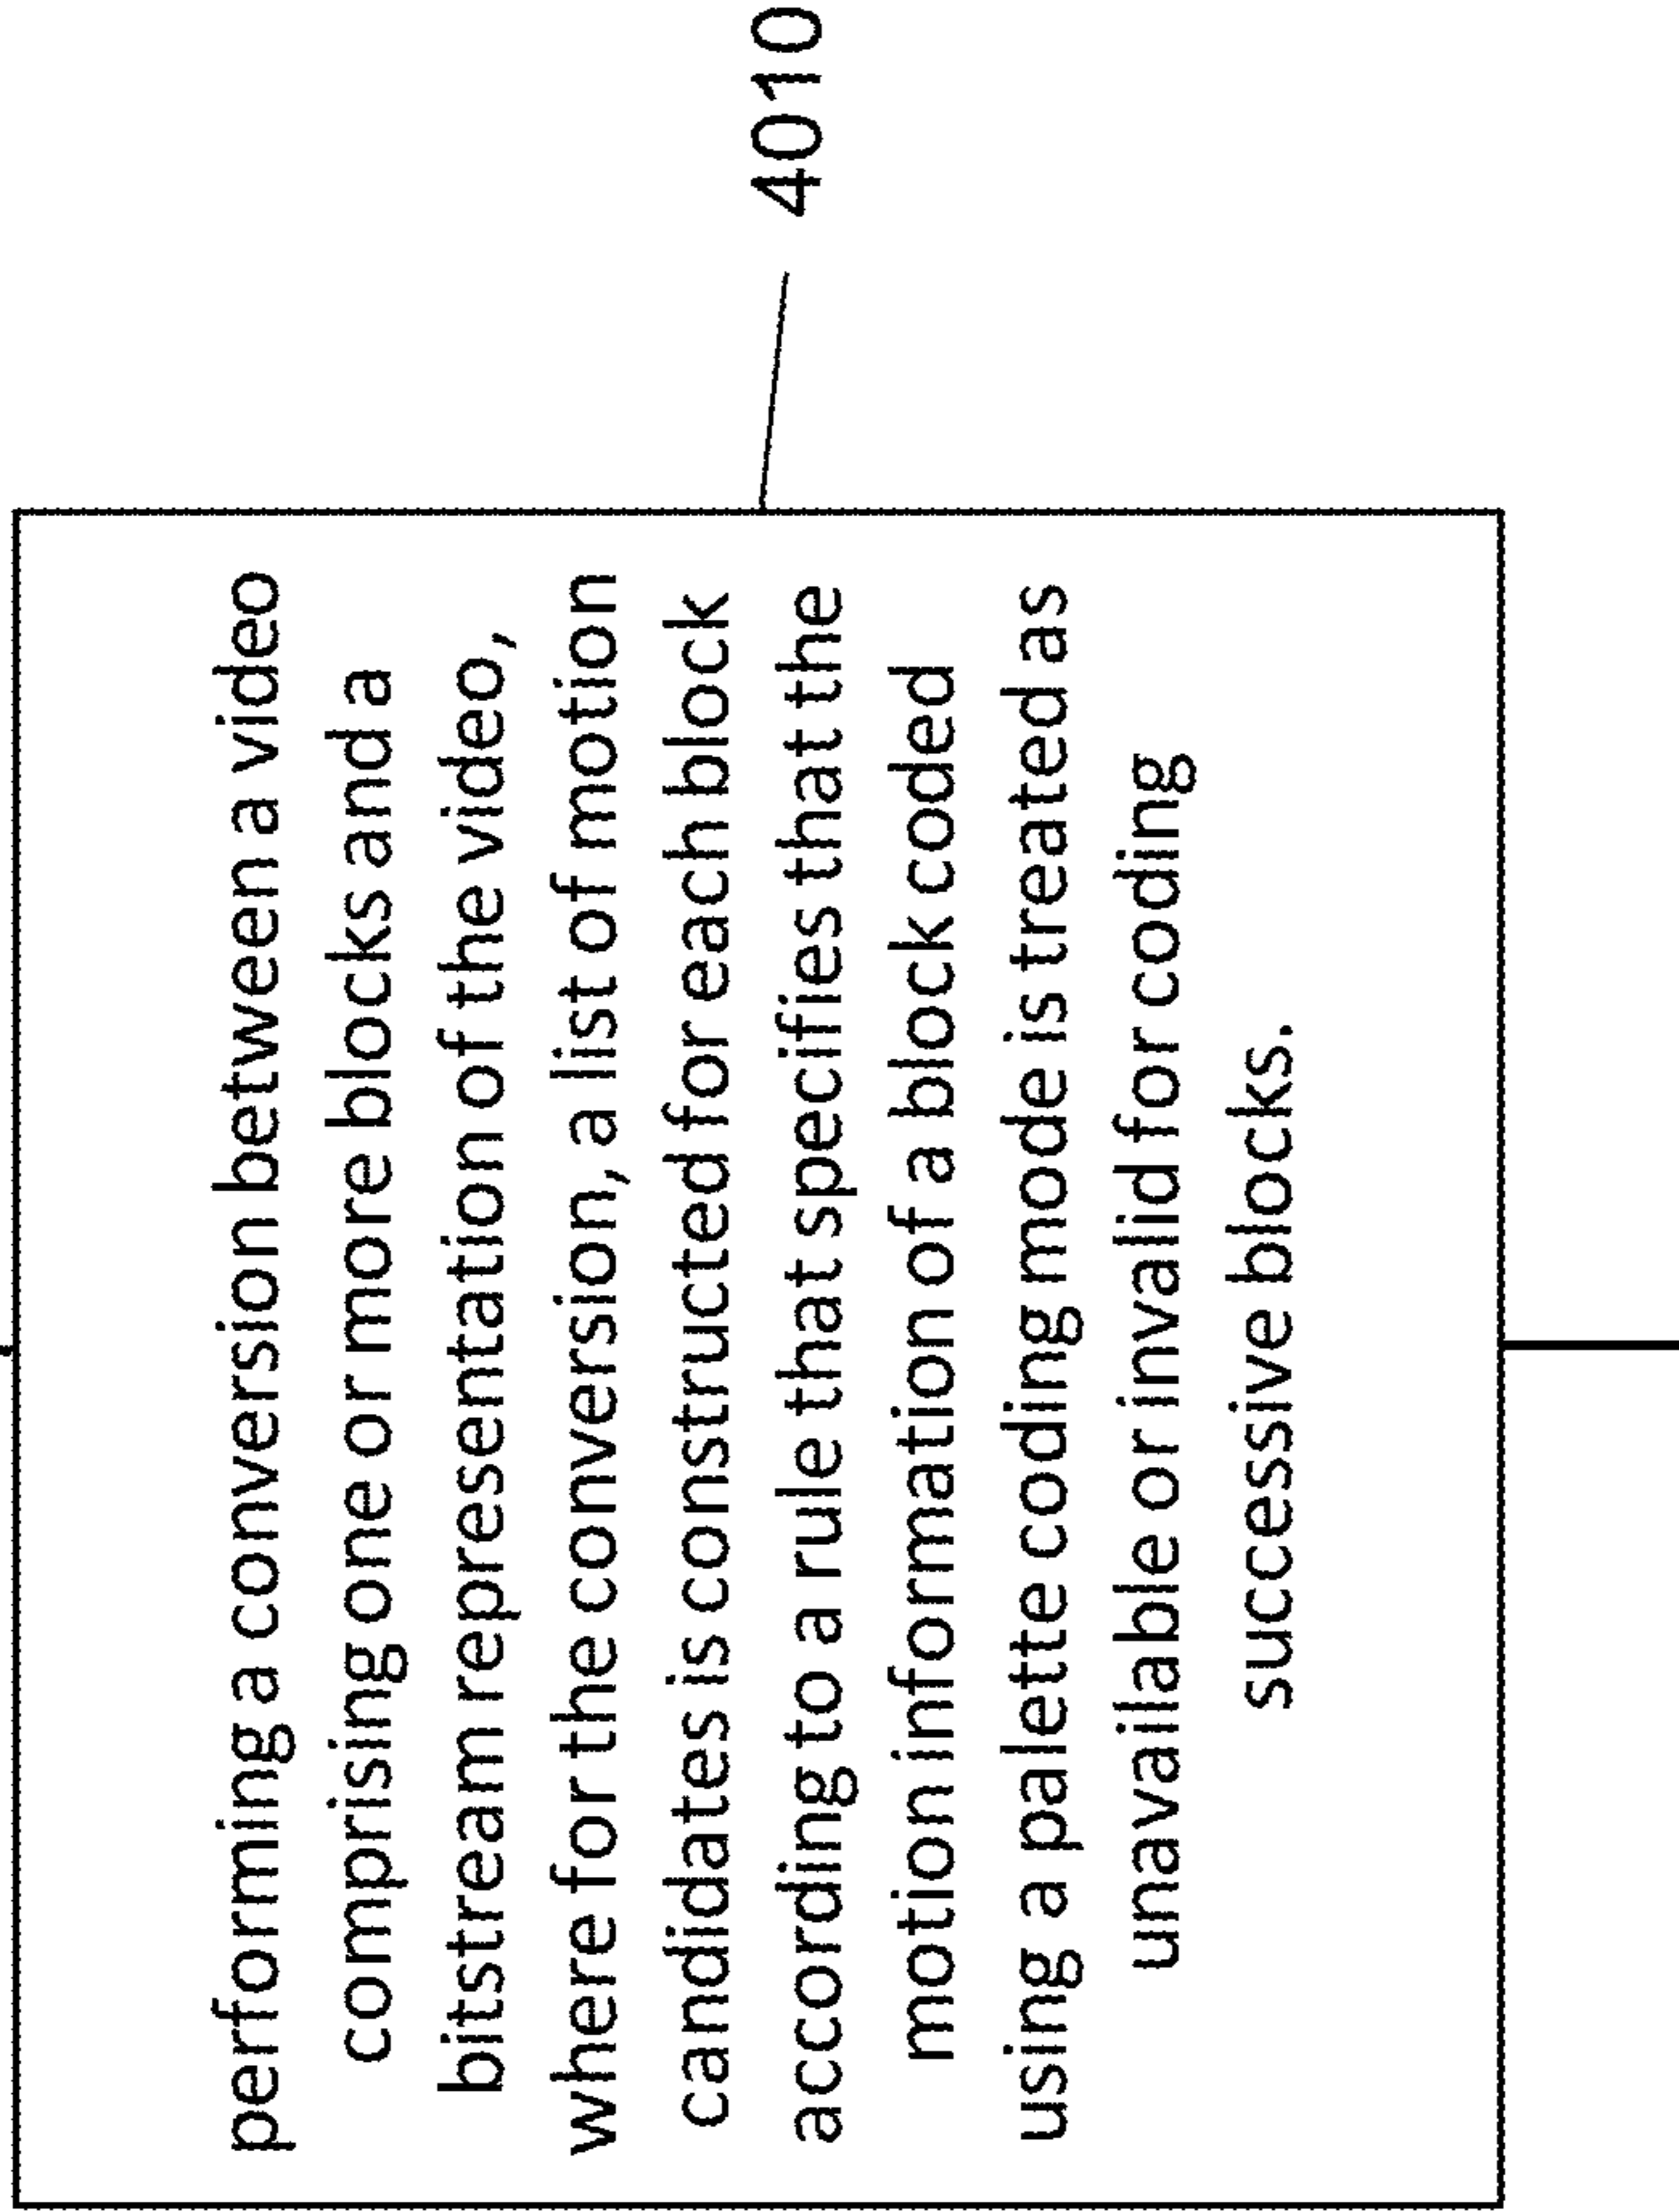 performing a conversion between a video
comprising one or more blocks and a
bitstream representation of the video,
where for the conversion, a list of motion
candidates is constructed for each block
according to a rule that specifies that the
motion information of a block coded
using a palette coding mode is treated as
unavailable or invalid for coding
successive blocks.
4010